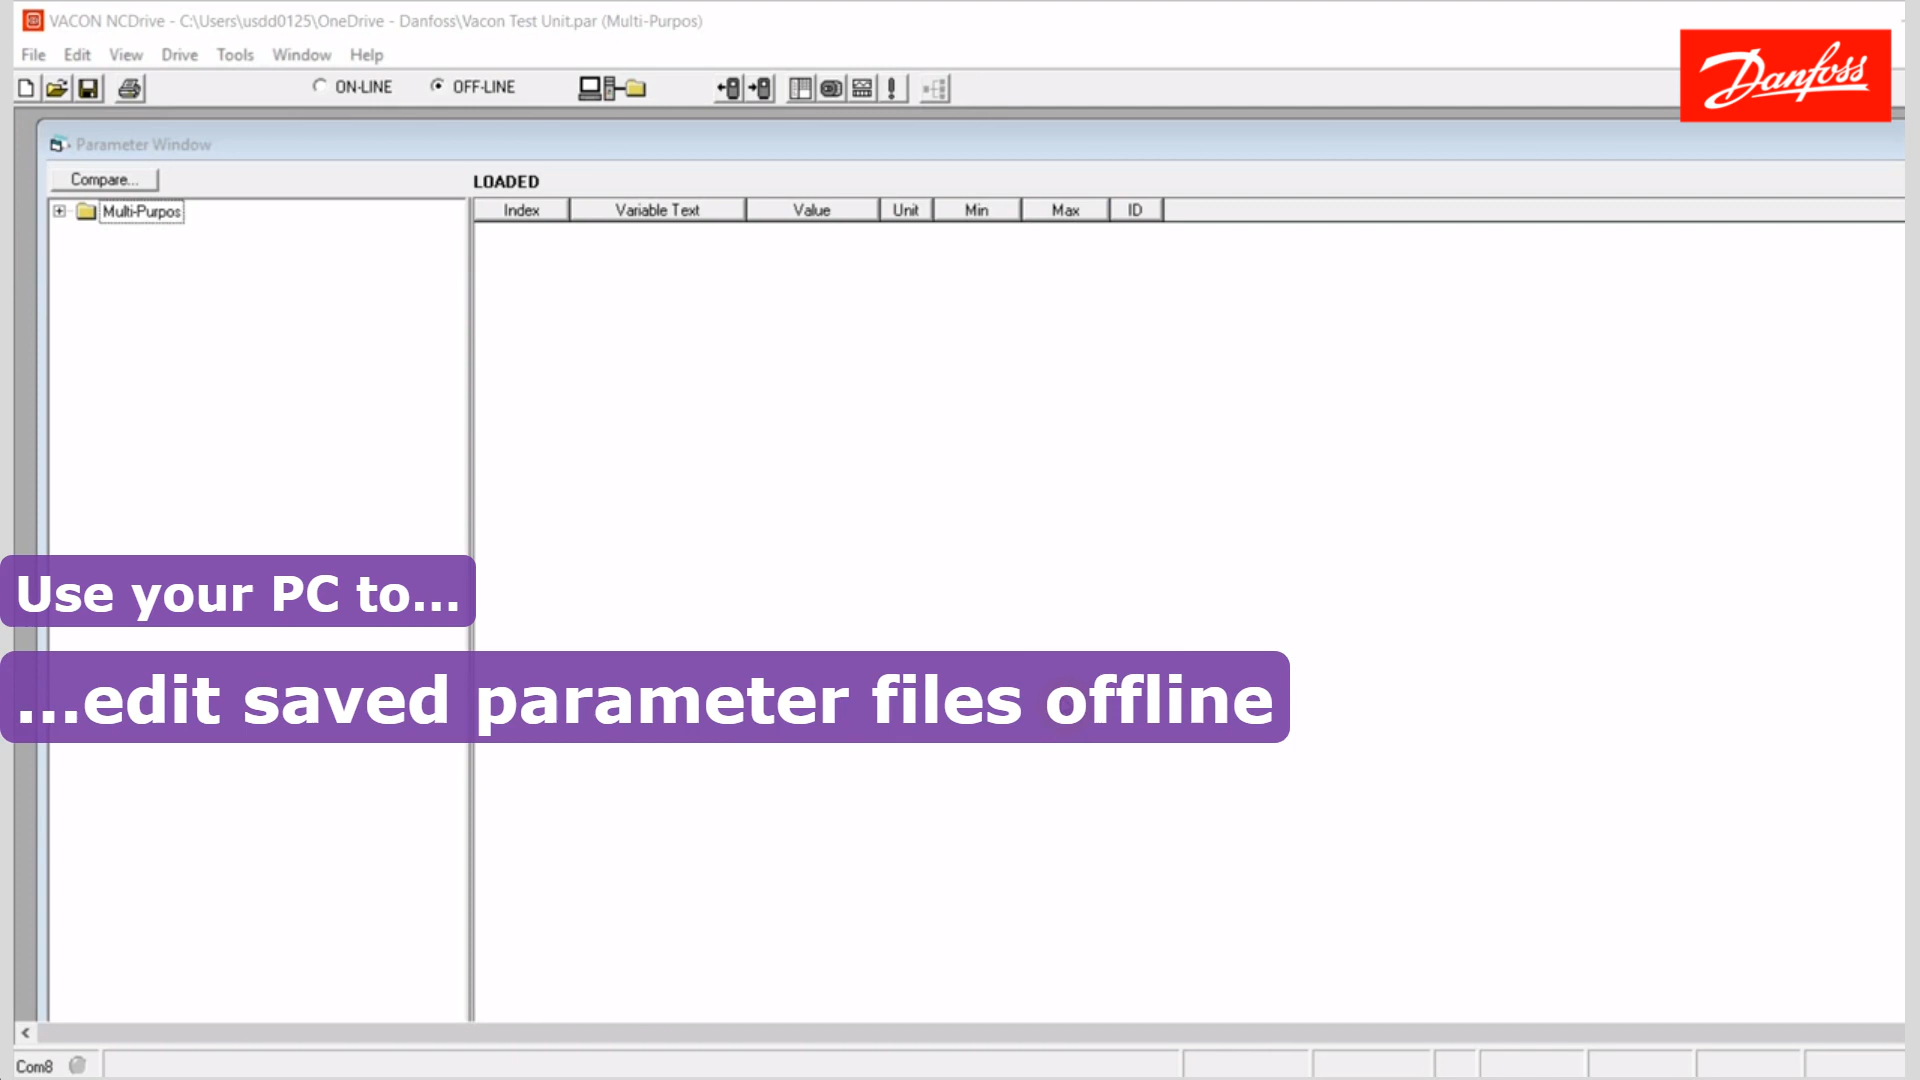 VACON NCDrive - C:\Users\usdd0125\OneDrive - Danfoss\Vacon Test Unit.par (Multi-Purpos)
File Edit View Drive Tools Window Help
ON-LINE OFF-LINE
Danfoss
Parameter Window
Compare...
LOADED
Multi-Purpos
Index Variable Text Value Unit Min Max ID
Use your PC to...
...edit saved parameter files offline
Com8